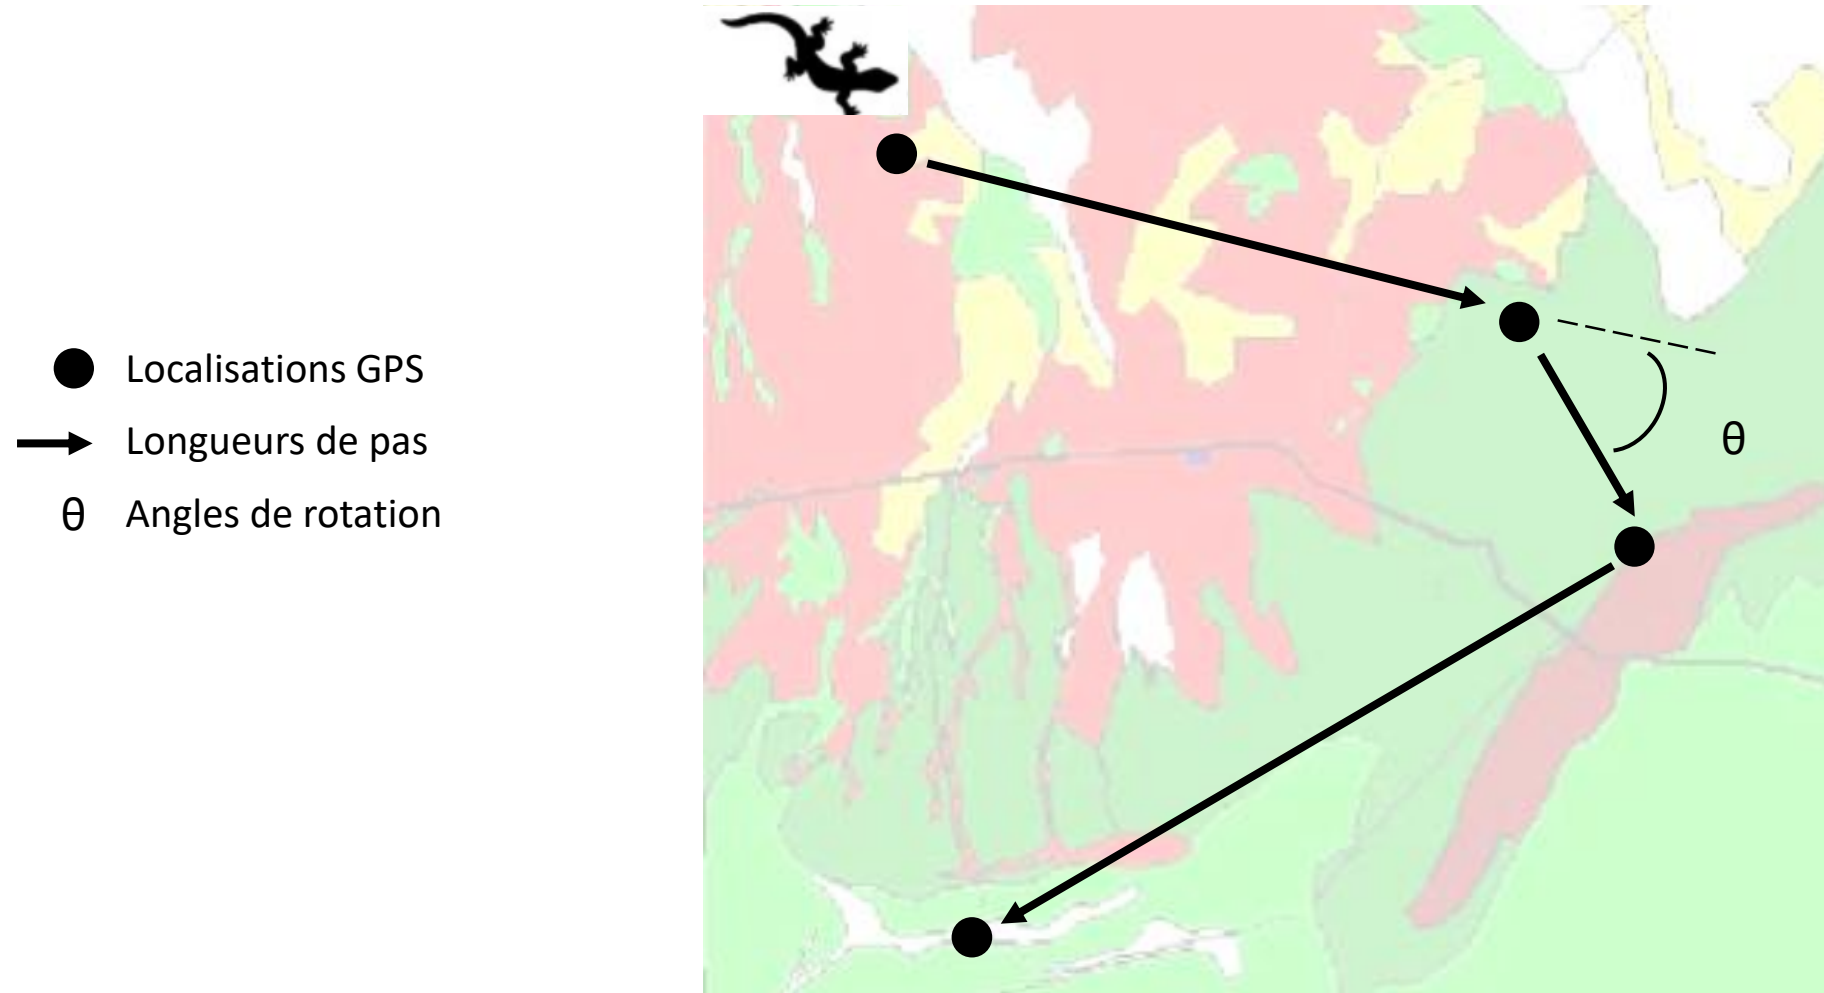 Localisations GPS
Longueurs de pas
θ Angles de rotation
θ